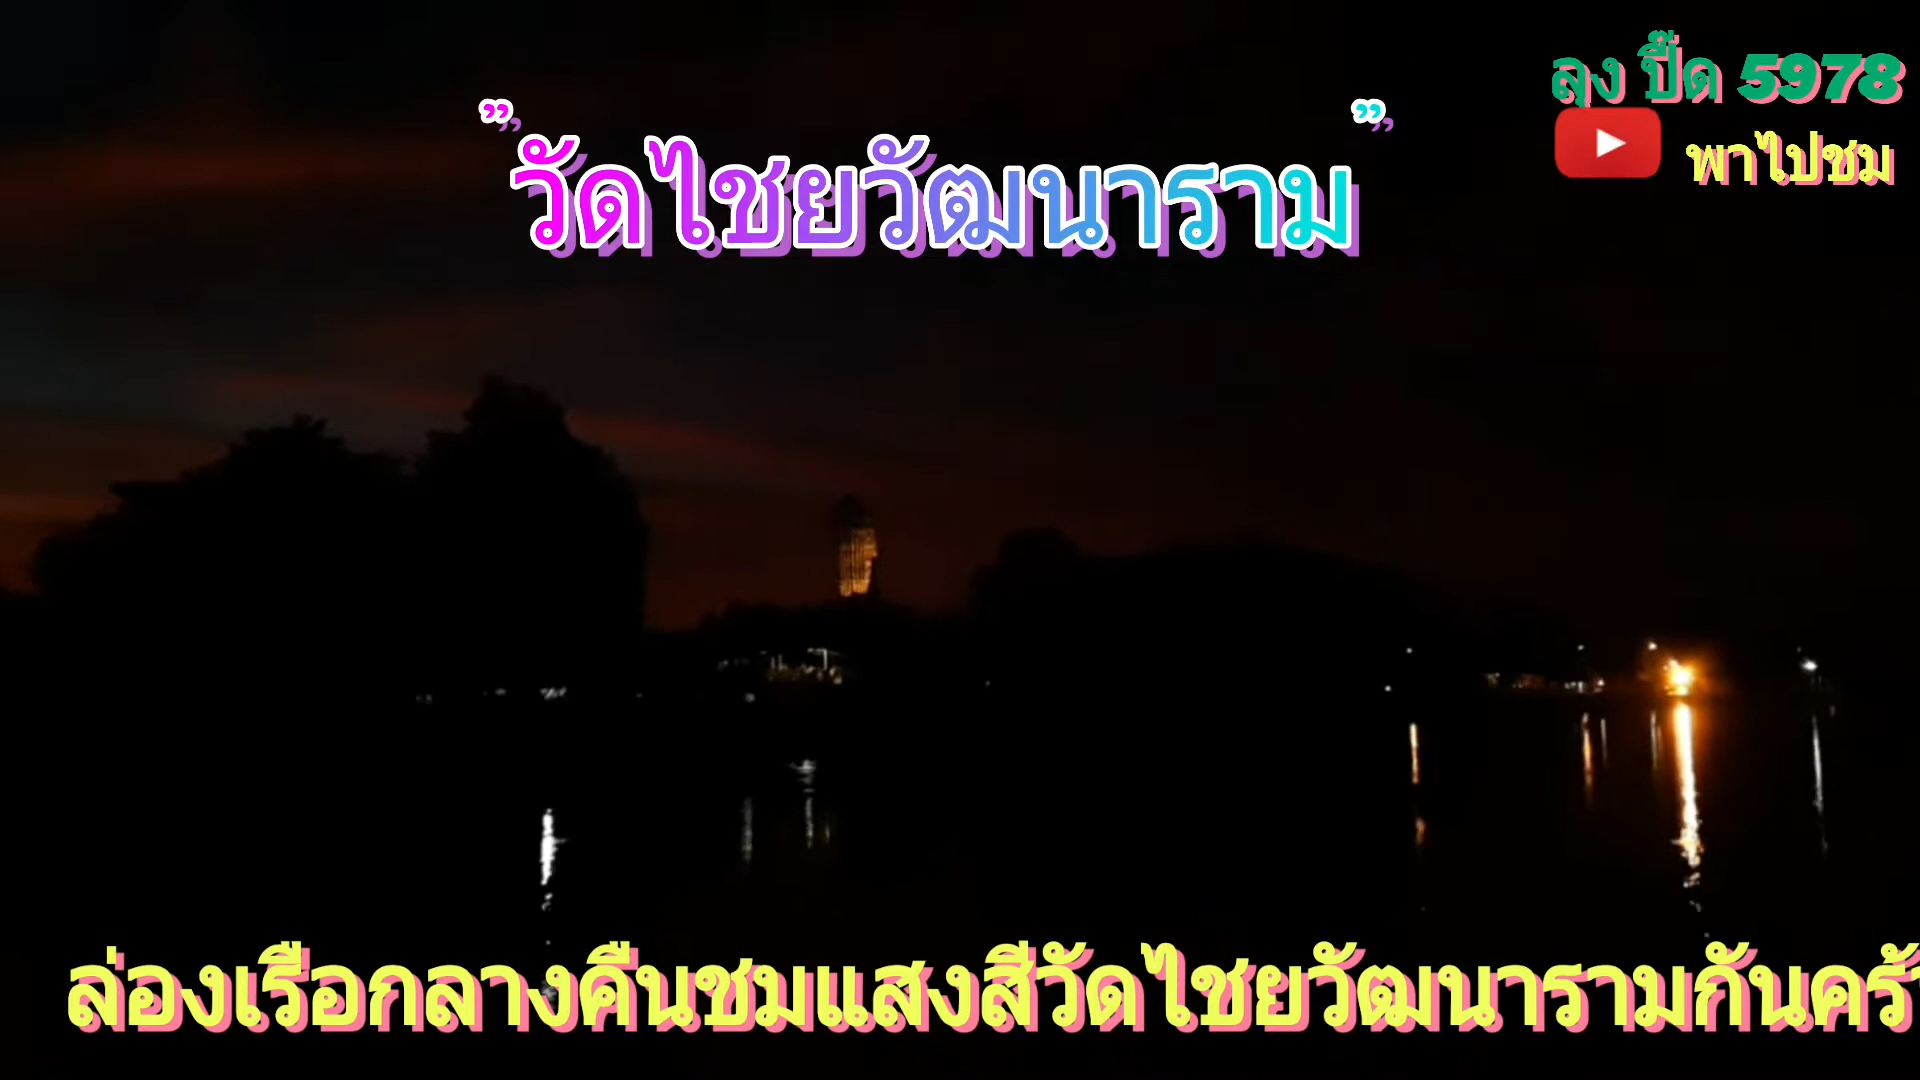 ลุง ปี๊ด 5978
พาไปชม
”วัดไชยวัฒนาราม”
ล่องเรือกลางคืนชมแสงสีวัดไชยวัฒนารามกันคร้